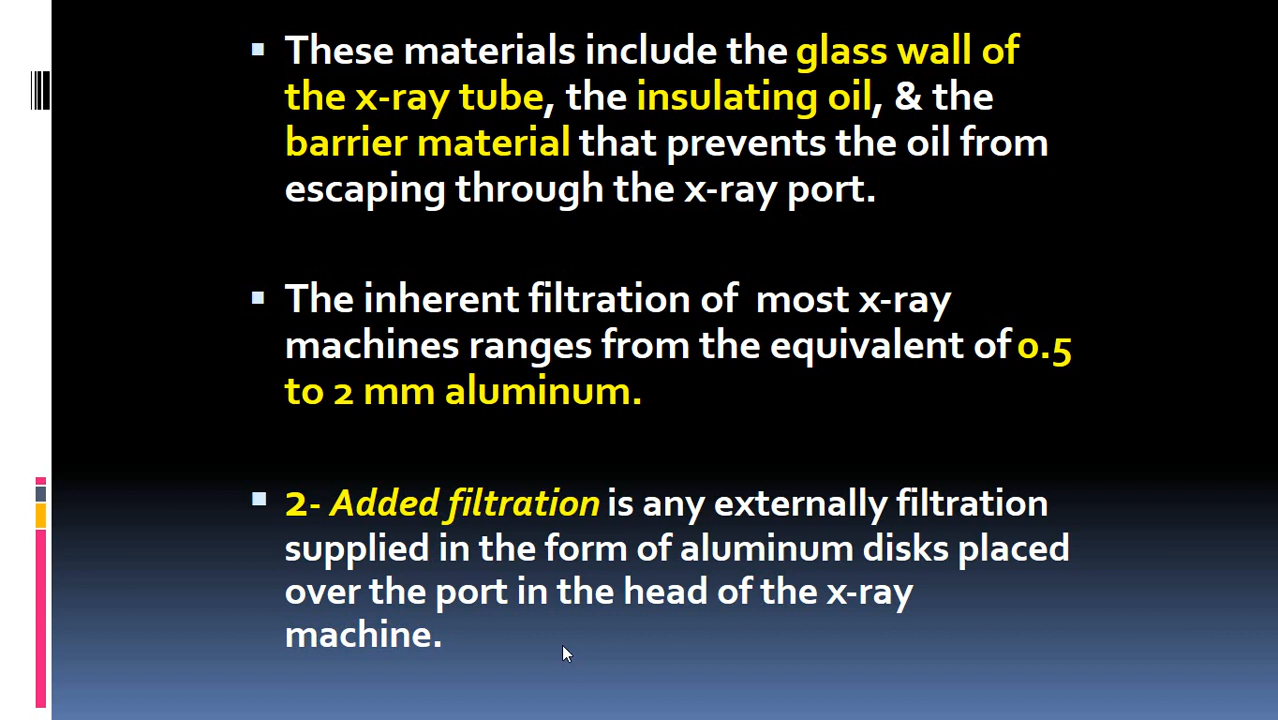 These materials include the glass wall of
the x-ray tube, the insulating oil, & the
barrier material that prevents the oil from
escaping through the x-ray port.
The inherent filtration of most x-ray
machines ranges from the equivalent of 0.5
to 2 mm aluminum.
2- Added filtration is any externally filtration
supplied in the form of aluminum disks placed
over the port in the head of the x-ray
machine.